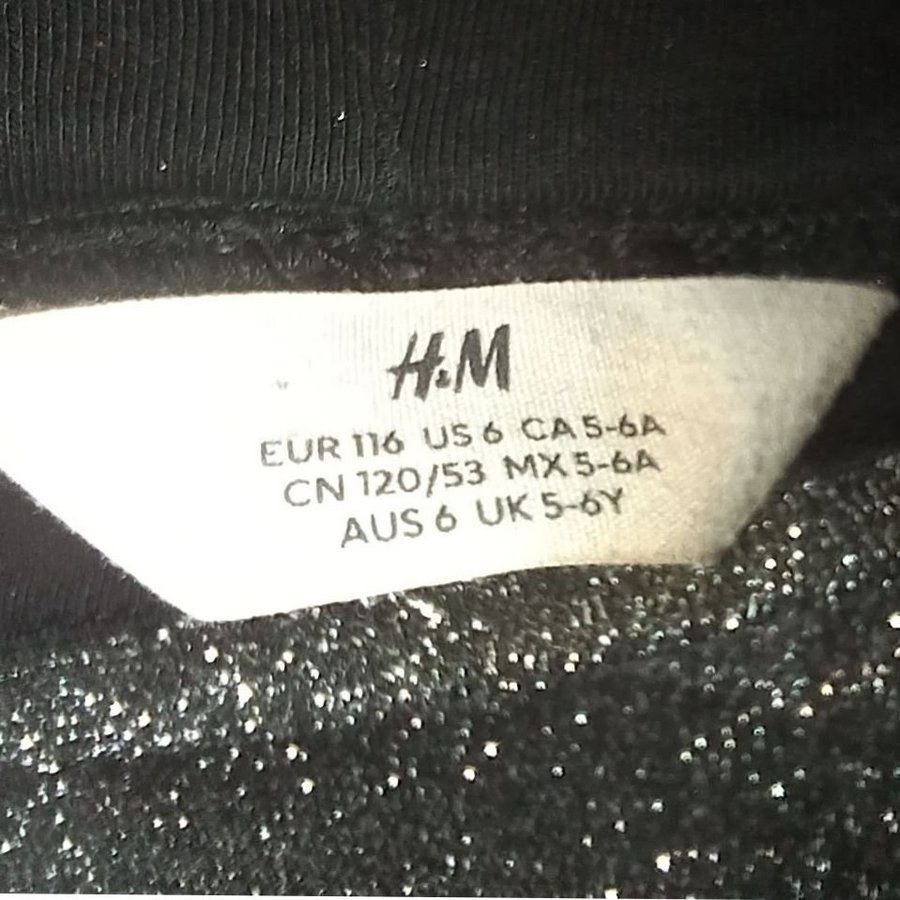 H&M
EUR 116 US 6 CA 5-6A
CN 120/53 MX 5-6A
AUS 6 UK 5-6Y